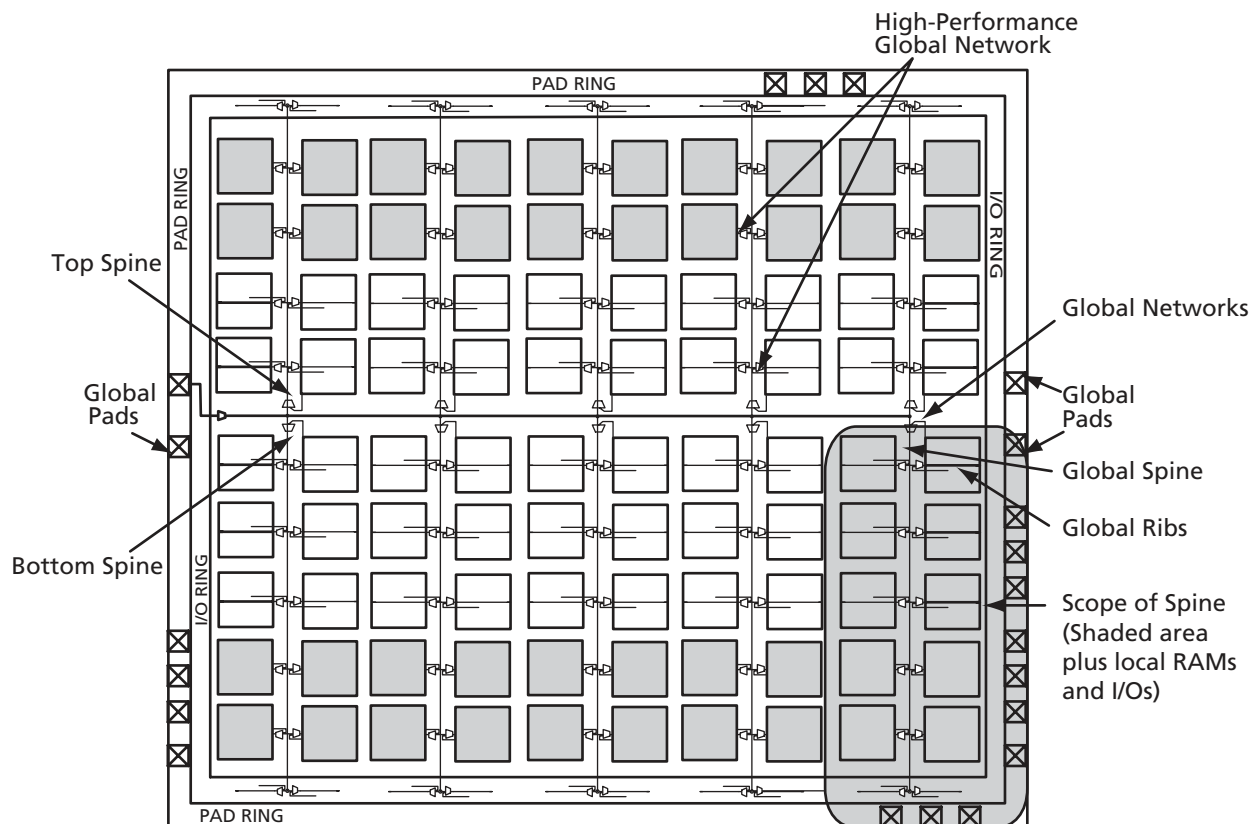 High-Performance
Global Network
PAD RING
PAD RING
I/O RING
Top Spine
Global Networks
Global
Pads
Global
Pads
Global Spine
Global Ribs
Bottom Spine
I/O RING
Scope of Spine
(Shaded area
plus local RAMs
and I/Os)
PAD RING